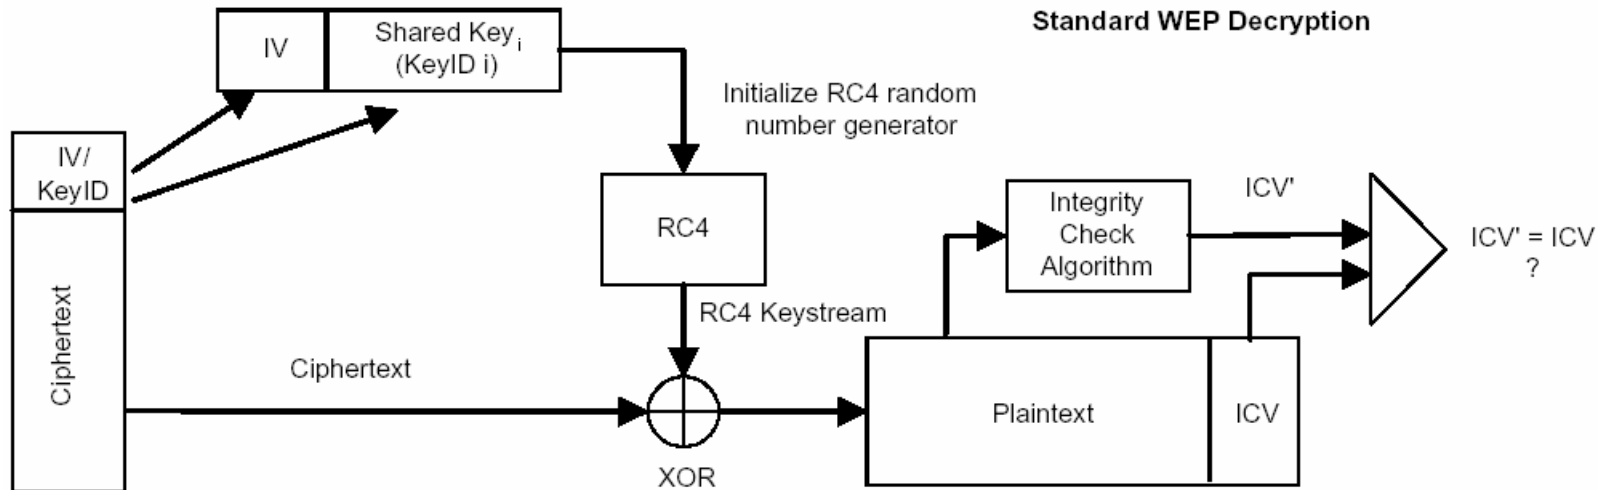 Standard WEP Decryption
IV
Shared Key i
(KeyID i)
Initialize RC4 random
number generator
IV/
KeyID
Ciphertext
RC4
RC4 Keystream
Ciphertext
XOR
Integrity
Check
Algorithm
ICV'
ICV' = ICV
?
Plaintext
ICV